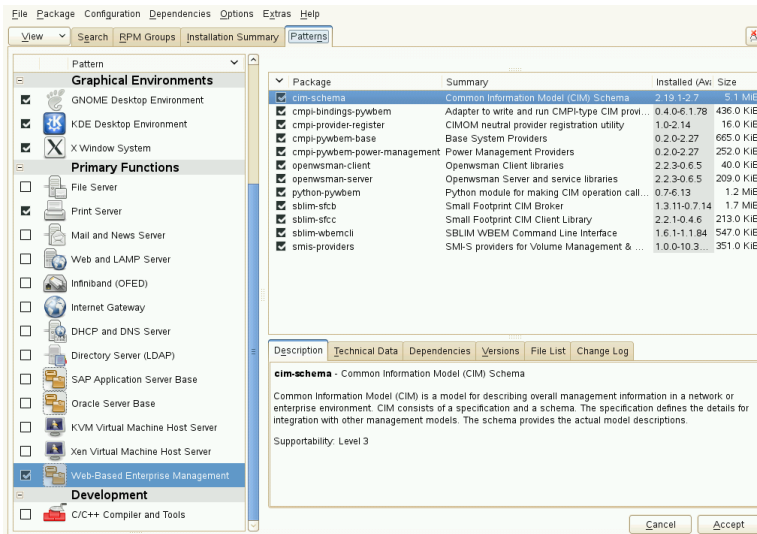 File Package Configuration Dependencies Options Extras Help
View Search RPM Groups Installation Summary Patterns
Pattern
Graphical Environments
GNOME Desktop Environment
KDE Desktop Environment
X Window System
Primary Functions
File Server
Print Server
Mail and News Server
Web and LAMP Server
Infiniband (OFED)
Internet Gateway
DHCP and DNS Server
Directory Server (LDAP)
SAP Application Server Base
Oracle Server Base
KVM Virtual Machine Host Server
Xen Virtual Machine Host Server
Web-Based Enterprise Management
Development
C/C++ Compiler and Tools
Package Summary Installed (Ava Size
cim-schema Common Information Model (CIM) Schema 2.19.1-2.7 5.1 MiB
cmpi-bindings-pywbem Adapter to write and run CMPI-type CIM provi... 0.4.0-6.1.78 436.0 KiB
cmpi-provider-register CIMOM neutral provider registration utility 1.0-2.14 16.0 KiB
cmpi-pywbem-base Base System Providers 0.2.0-2.27 665.0 KiB
cmpi-pywbem-power-management Power Management Providers 0.2.0-2.27 252.0 KiB
openwsman-client Openwsman Client libraries 2.2.3-0.6.5 40.0 KiB
openwsman-server Openwsman Server and service libraries 2.2.3-0.6.5 209.0 KiB
python-pywbem Python module for making CIM operation call... 0.7-6.13 1.2 MiB
sblim-sfcb Small Footprint CIM Broker 1.3.11-0.7.14 1.7 MiB
sblim-sfcc Small Footprint CIM Client Library 2.2.1-0.4.6 213.0 KiB
sblim-wbemcli SBLIM WBEM Command Line Interface 1.6.1-1.1.84 547.0 KiB
smis-providers SMI-S providers for Volume Management & ... 1.0.0-10.3... 351.0 KiB
Description Technical Data Dependencies Versions File List Change Log
cim-schema - Common Information Model (CIM) Schema
Common Information Model (CIM) is a model for describing overall management information in a network or
enterprise environment. CIM consists of a specification and a schema. The specification defines the details for
integration with other management models. The schema provides the actual model descriptions.
Supportability: Level 3
Cancel Accept